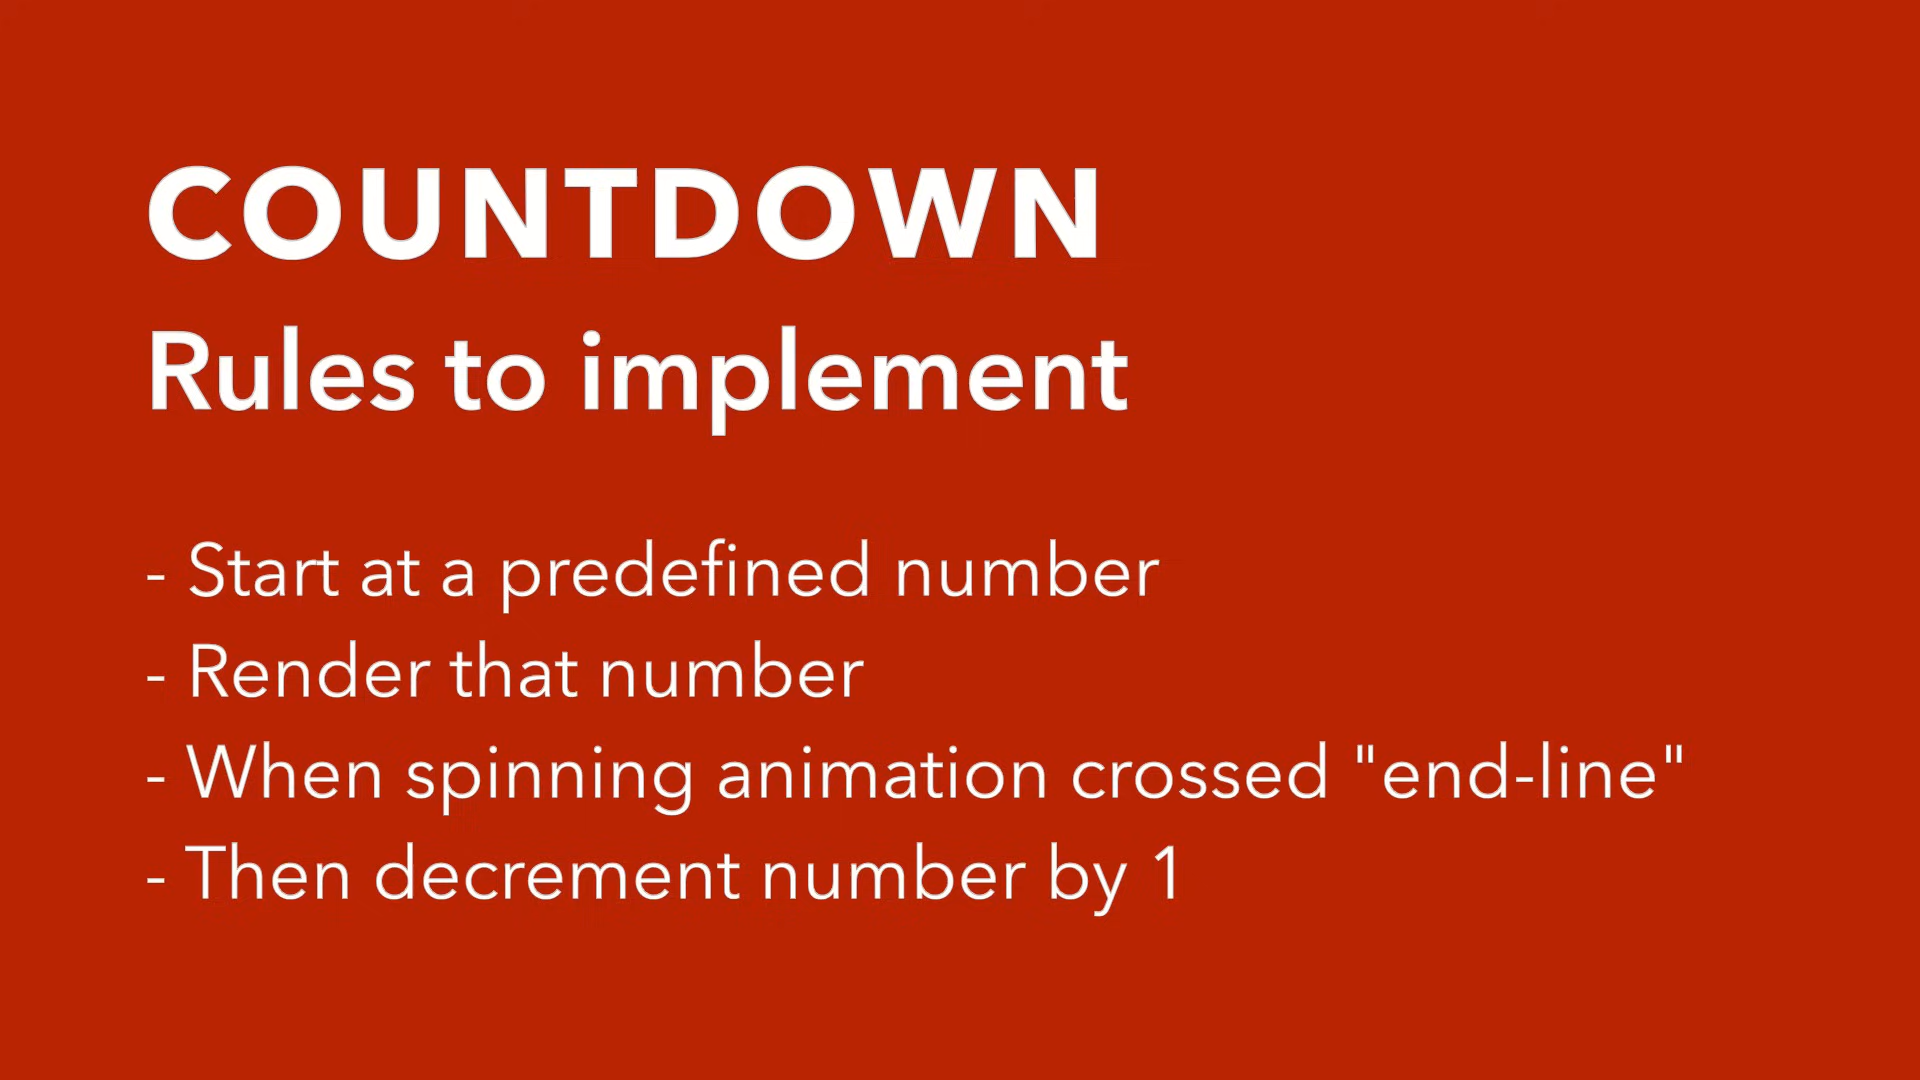 COUNTDOWN
Rules to implement
- Start at a predefined number
- Render that number
- When spinning animation crossed "end-line"
- Then decrement number by 1